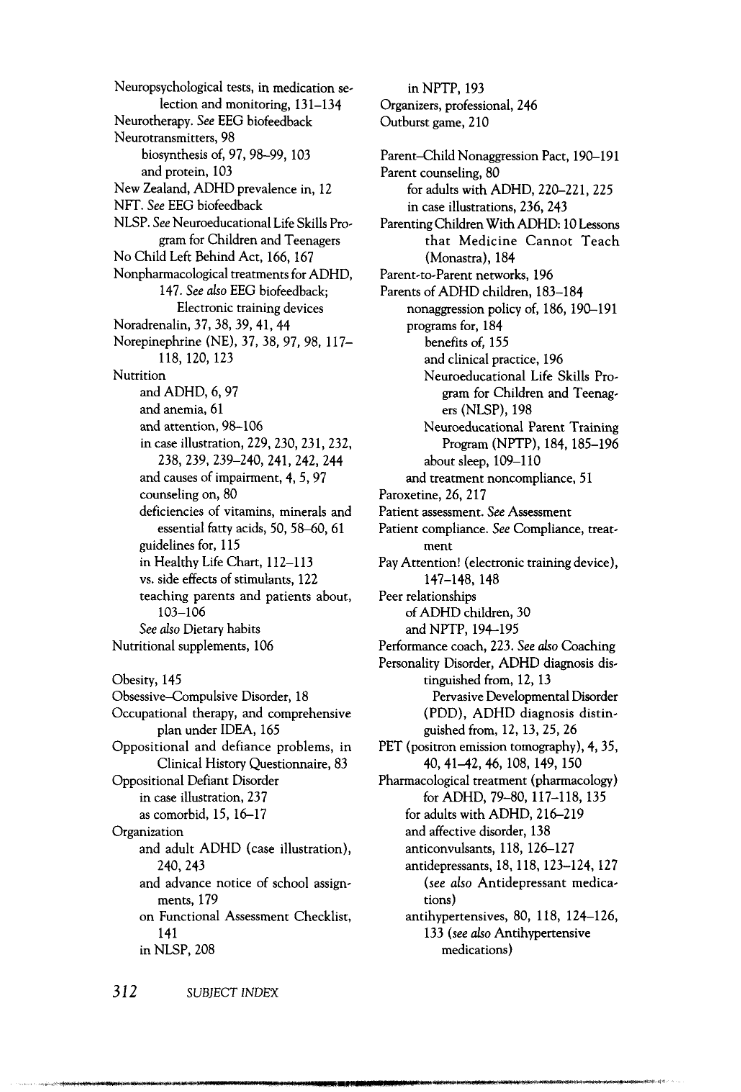 Neuropsychological tests, in medication se-
lection and monitoring, 131–134
Neurotherapy. See EEG biofeedback
Neurotransmitters, 98
biosynthesis of, 97, 98–99, 103
and protein, 103
New Zealand, ADHD prevalence in, 12
NFT. See EEG biofeedback
NLSP. See Neuroeducational Life Skills Pro-
gram for Children and Teenagers
No Child Left Behind Act, 166, 167
Nonpharmacological treatments for ADHD,
147. See also EEG biofeedback;
Electronic training devices
Noradrenalin, 37, 38, 39, 41, 44
Norepinephrine (NE), 37, 38, 97, 98, 117–
118, 120, 123
Nutrition
and ADHD, 6, 97
and anemia, 61
and attention, 98–106
in case illustration, 229, 230, 231, 232,
238, 239, 239–240, 241, 242, 244
and causes of impairment, 4, 5, 97
counseling on, 80
deficiencies of vitamins, minerals and
essential fatty acids, 50, 58–60, 61
guidelines for, 115
in Healthy Life Chart, 112–113
vs. side effects of stimulants, 122
teaching parents and patients about,
103–106
See also Dietary habits
Nutritional supplements, 106
Obesity, 145
Obsessive–Compulsive Disorder, 18
Occupational therapy, and comprehensive
plan under IDEA, 165
Oppositional and defiance problems, in
Clinical History Questionnaire, 83
Oppositional Defiant Disorder
in case illustration, 237
as comorbid, 15, 16–17
Organization
and adult ADHD (case illustration),
240, 243
and advance notice of school assign-
ments, 179
on Functional Assessment Checklist,
141
in NLSP, 208
in NPTP, 193
Organizers, professional, 246
Outburst game, 210
Parent–Child Nonaggression Pact, 190–191
Parent counseling, 80
for adults with ADHD, 220–221, 225
in case illustrations, 236, 243
Parenting Children With ADHD: 10 Lessons
that Medicine Cannot Teach
(Monastra), 184
Parent-to-Parent networks, 196
Parents of ADHD children, 183–184
nonaggression policy of, 186, 190–191
programs for, 184
benefits of, 155
and clinical practice, 196
Neuroeducational Life Skills Pro-
gram for Children and Teenag-
ers (NLSP), 198
Neuroeducational Parent Training
Program (NPTP), 184, 185–196
about sleep, 109–110
and treatment noncompliance, 51
Paroxetine, 26, 217
Patient assessment. See Assessment
Patient compliance. See Compliance, treat-
ment
Pay Attention! (electronic training device),
147–148, 148
Peer relationships
of ADHD children, 30
and NPTP, 194–195
Performance coach, 223. See also Coaching
Personality Disorder, ADHD diagnosis dis-
tinguished from, 12, 13
Pervasive Developmental Disorder
(PDD), ADHD diagnosis distin-
guished from, 12, 13, 25, 26
PET (positron emission tomography), 4, 35,
40, 41–42, 46, 108, 149, 150
Pharmacological treatment (pharmacology)
for ADHD, 79–80, 117–118, 135
for adults with ADHD, 216–219
and affective disorder, 138
anticonvulsants, 118, 126–127
antidepressants, 18, 118, 123–124, 127
(see also Antidepressant medica-
tions)
antihypertensives, 80, 118, 124–126,
133 (see also Antihypertensive
medications)
312 SUBJECT INDEX